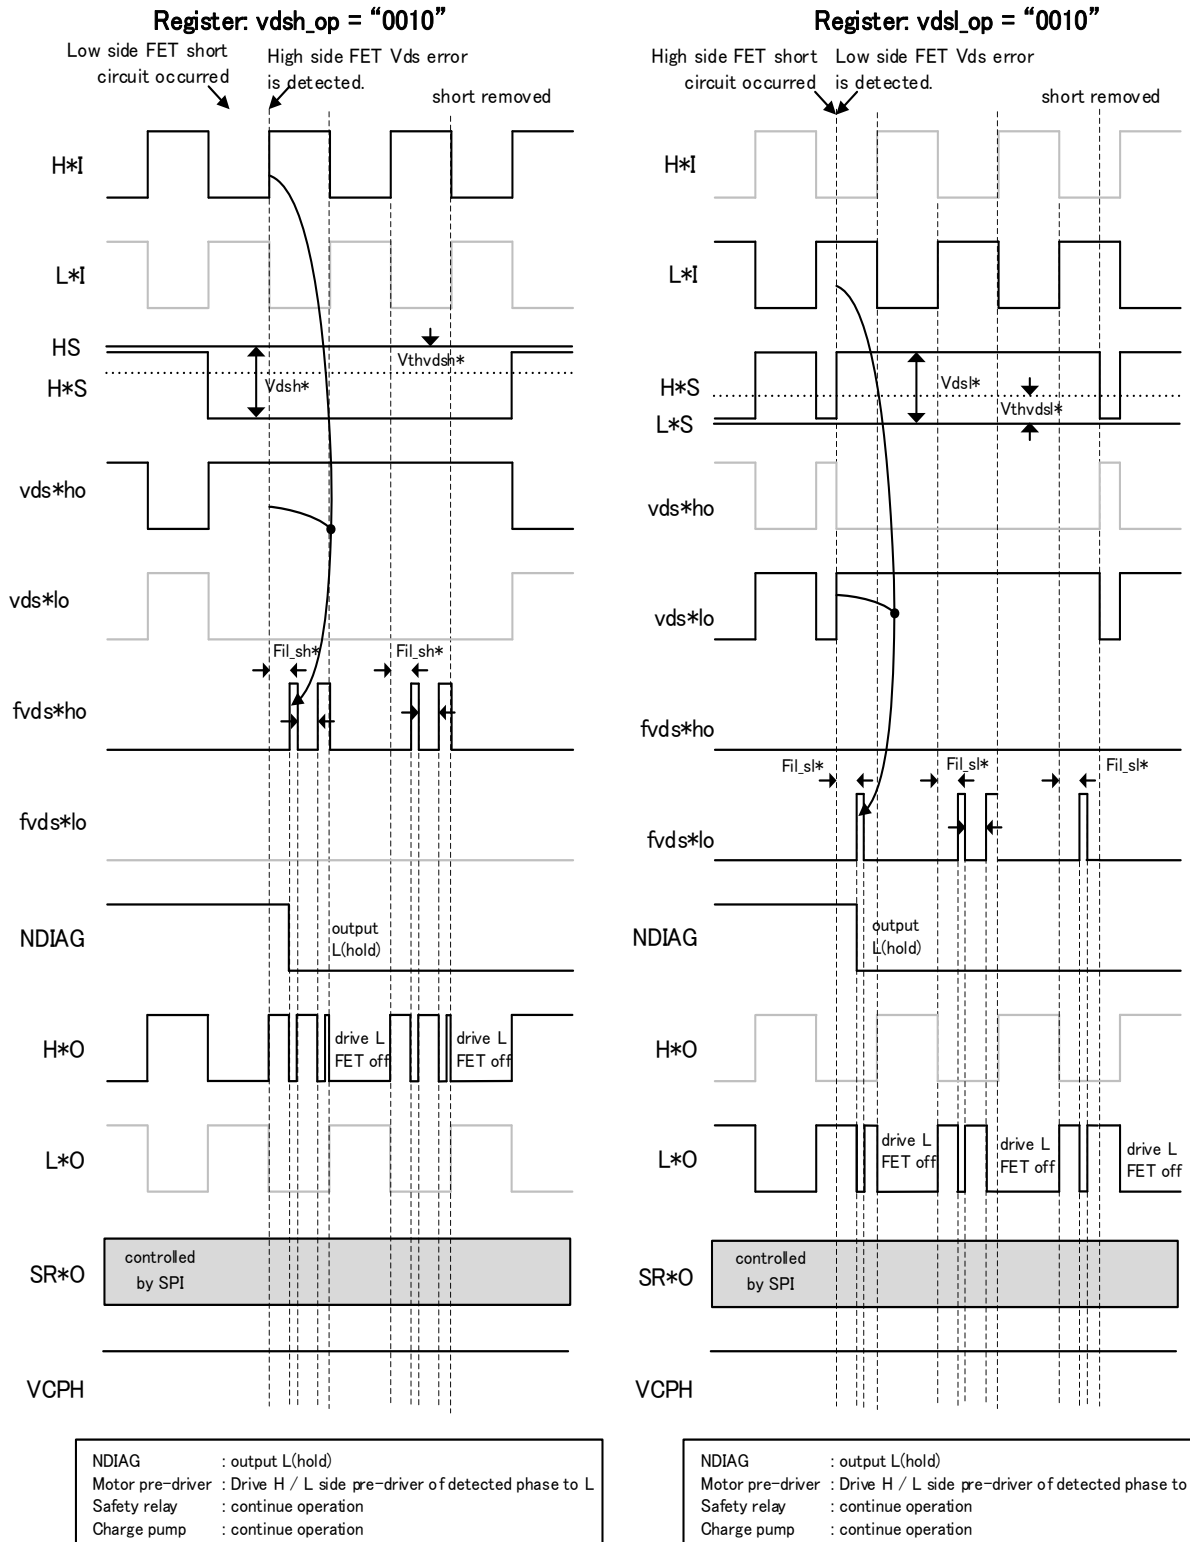 Register: vdsh_op = “0010”
Low side FET short
circuit occurred
High side FET Vds error
is detected.
short removed
H*I
L*I
HS
Vthvdsh*
H*S
Vdsh*
vds*ho
vds*lo
Fil_sh*
Fil_sh*
fvds*ho
fvds*lo
NDIAG
output
L(hold)
H*O
drive L
FET off
drive L
FET off
L*O
SR*O
controlled
by SPI
VCPH
NDIAG : output L(hold)
Motor pre-driver : Drive H / L side pre-driver of detected phase to L
Safety relay : continue operation
Charge pump : continue operation
Register: vdsl_op = “0010”
High side FET short
circuit occurred
Low side FET Vds error
is detected.
short removed
H*I
L*I
H*S
Vdsl*
Vthvdsl*
L*S
vds*ho
vds*lo
fvds*ho
Fil_sl*
Fil_sl*
Fil_sl*
fvds*lo
NDIAG
output
L(hold)
H*O
L*O
drive L
FET off
drive L
FET off
drive L
FET off
SR*O
controlled
by SPI
VCPH
NDIAG : output L(hold)
Motor pre-driver : Drive H / L side pre-driver of detected phase to
Safety relay : continue operation
Charge pump : continue operation